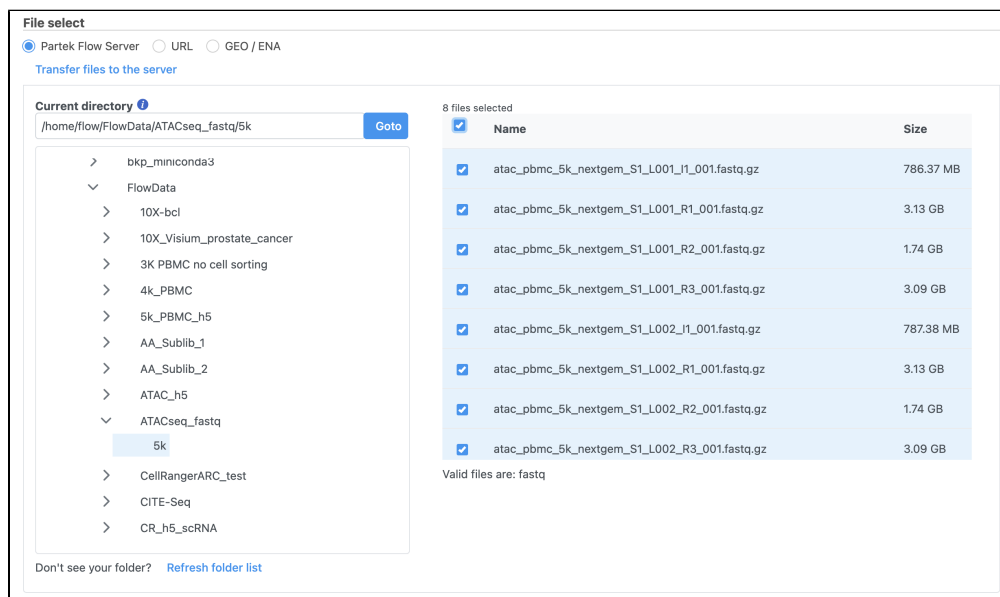 File select
Partek Flow Server URL GEO / ENA
Transfer files to the server
Current directory
/home/flow/FlowData/ATACseq_fastq/5k Goto
bkp_miniconda3
FlowData
10X-bcl
10X_Visium_prostate_cancer
3K PBMC no cell sorting
4k_PBMC
5k_PBMC_h5
AA_Sublib_1
AA_Sublib_2
ATAC_h5
ATACseq_fastq
5k
CellRangerARC_test
CITE-Seq
CR_h5_scRNA
Don't see your folder? Refresh folder list
8 files selected
Name Size
atac_pbmc_5k_nextgem_S1_L001_I1_001.fastq.gz 786.37 MB
atac_pbmc_5k_nextgem_S1_L001_R1_001.fastq.gz 3.13 GB
atac_pbmc_5k_nextgem_S1_L001_R2_001.fastq.gz 1.74 GB
atac_pbmc_5k_nextgem_S1_L001_R3_001.fastq.gz 3.09 GB
atac_pbmc_5k_nextgem_S1_L002_I1_001.fastq.gz 787.38 MB
atac_pbmc_5k_nextgem_S1_L002_R1_001.fastq.gz 3.13 GB
atac_pbmc_5k_nextgem_S1_L002_R2_001.fastq.gz 1.74 GB
atac_pbmc_5k_nextgem_S1_L002_R3_001.fastq.gz 3.09 GB
Valid files are: fastq